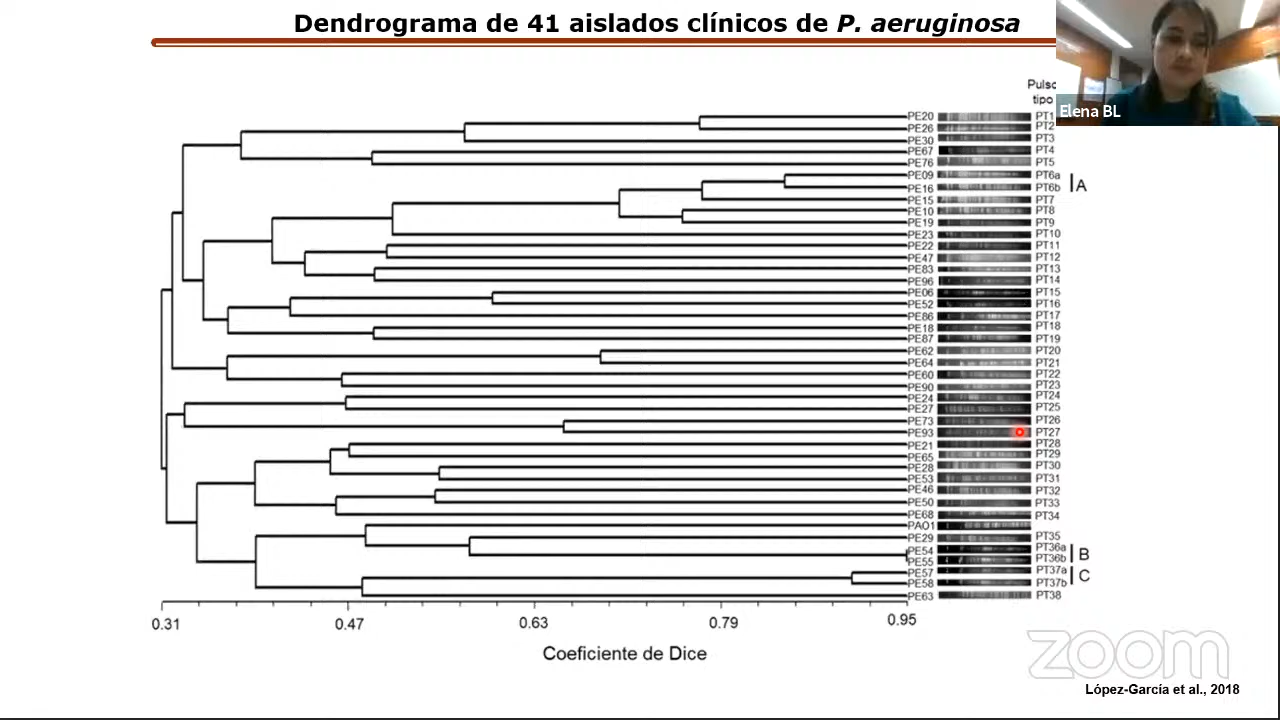 Dendrograma de 41 aislados clínicos de P. aeruginosa
Elena BL
Pulso
tipo
PE20 PT1
PE26 PT2
PE30 PT3
PE67 PT4
PE76 PT5
PE09 PT6a
PE16 PT6b
A
PE15 PT7
PE10 PT8
PE19 PT9
PE23 PT10
PE22 PT11
PE47 PT12
PE83 PT13
PE96 PT14
PE06 PT15
PE52 PT16
PE86 PT17
PE18 PT18
PE87 PT19
PE62 PT20
PE64 PT21
PE60 PT22
PE90 PT23
PE24 PT24
PE27 PT25
PE73 PT26
PE93 PT27
PE21 PT28
PE65 PT29
PE28 PT30
PE53 PT31
PE46 PT32
PE50 PT33
PE68 PT34
PAO1
PE29 PT35
PE54 PT36a
PE55 PT36b
B
PE57 PT37a
PE58 PT37b
C
PE63 PT38
0.31 0.47 0.63 0.79 0.95
Coeficiente de Dice
zoom
López-García et al., 2018